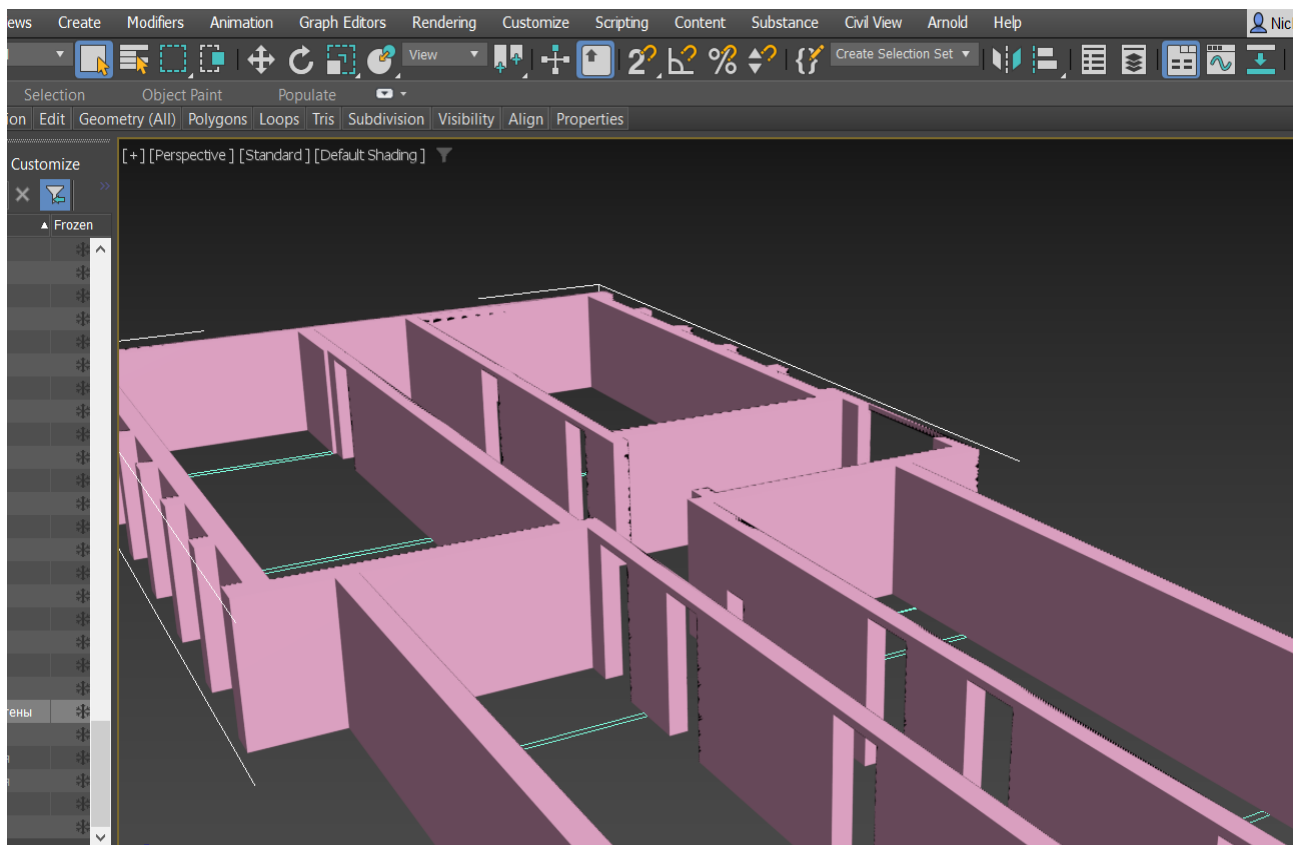 ews Create Modifiers Animation Graph Editors Rendering Customize Scripting Content Substance Civil View Arnold Help Nic
View Create Selection Set
Selection Object Paint Populate
ion Edit Geometry (All) Polygons Loops Tris Subdivision Visibility Align Properties
[+] [Perspective ] [Standard ] [Default Shading ]
Customize
Frozen
тены